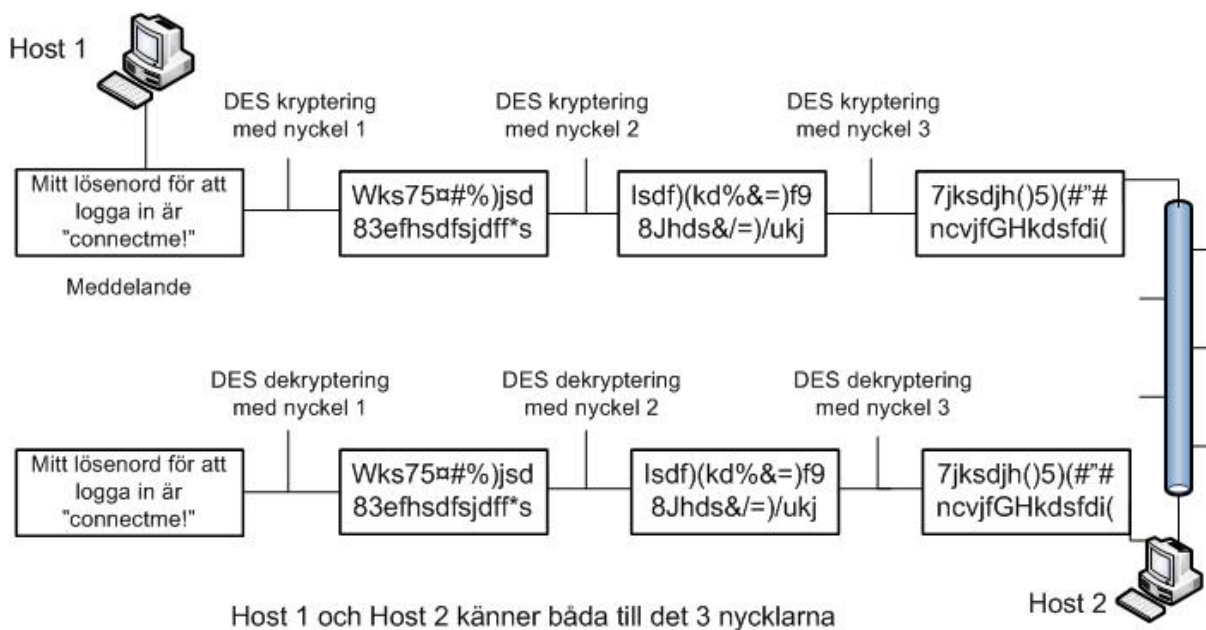 Host 1
DES kryptering
med nyckel 1
DES kryptering
med nyckel 2
DES kryptering
med nyckel 3
Mitt lösenord för att
logga in är
"connectme!"
Wks75¤#%)jsd
83efhsdfsjdff*s
lsdf)(kd%&=)f9
8Jhds&/=)/ukj
7jksdjh()5)(#"#
ncvjfGHkdsfdi(
Meddelande
DES dekryptering
med nyckel 1
DES dekryptering
med nyckel 2
DES dekryptering
med nyckel 3
Mitt lösenord för att
logga in är
"connectme!"
Wks75¤#%)jsd
83efhsdfsjdff*s
lsdf)(kd%&=)f9
8Jhds&/=)/ukj
7jksdjh()5)(#"#
ncvjfGHkdsfdi(
Host 2
Host 1 och Host 2 känner båda till det 3 nycklarna